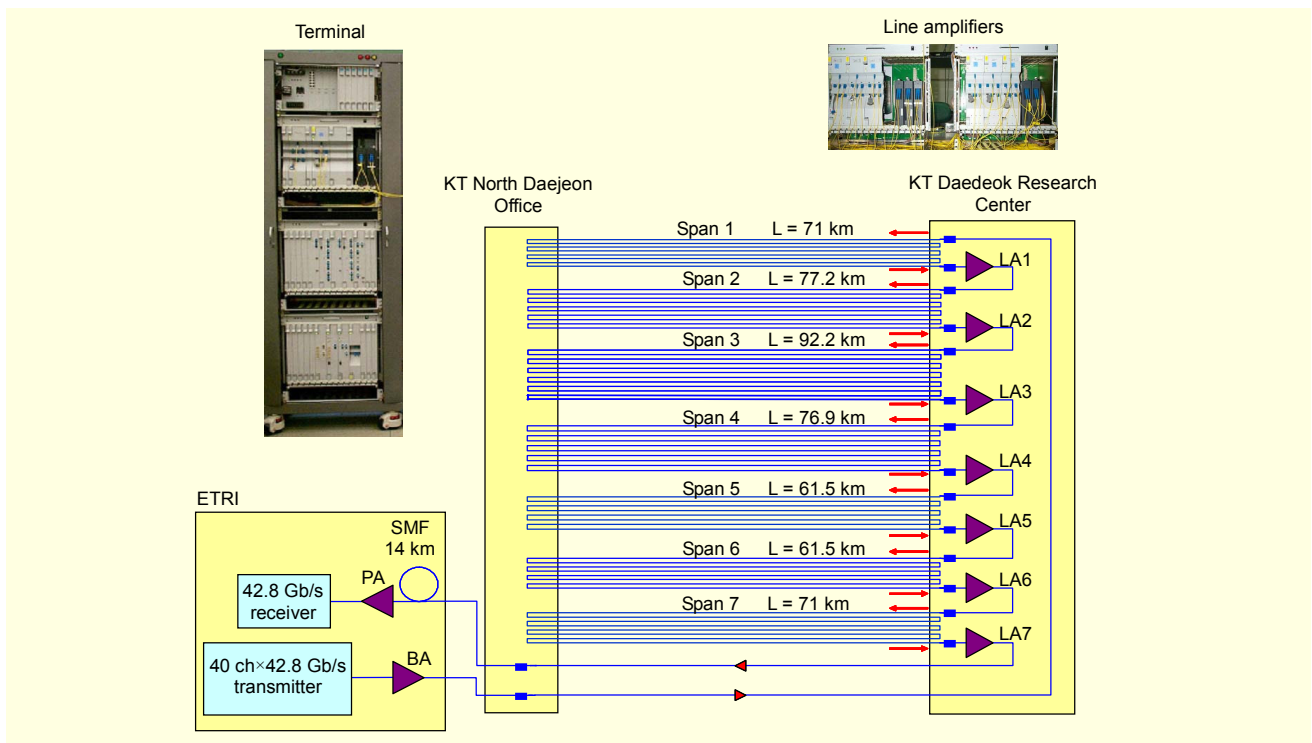 Terminal
Line amplifiers
KT North Daejeon
Office
KT Daedeok Research
Center
Span 1 L = 71 km
LA1
Span 2 L = 77.2 km
LA2
Span 3 L = 92.2 km
LA3
Span 4 L = 76.9 km
LA4
Span 5 L = 61.5 km
LA5
Span 6 L = 61.5 km
LA6
Span 7 L = 71 km
LA7
ETRI
SMF
14 km
PA
42.8 Gb/s
receiver
BA
40 ch×42.8 Gb/s
transmitter